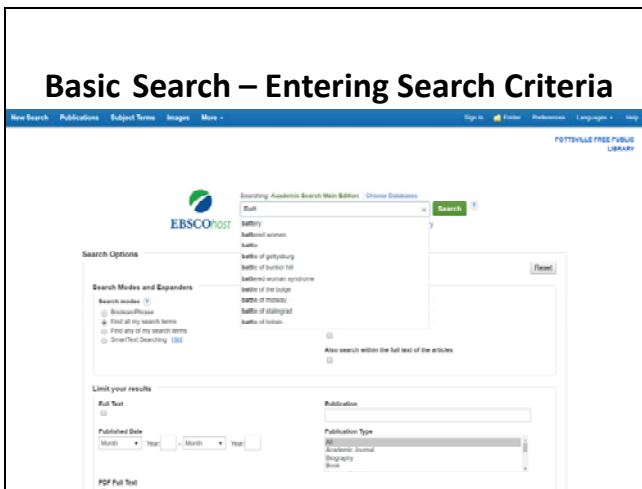 Basic Search – Entering Search Criteria
New Search Publications Subject Terms Images More
Sign In Folder Preferences Languages Help
POTTSVILLE FREE PUBLIC
LIBRARY
Searching: Academic Search Main Edition Choose Databases
Batt × Search ?
EBSCOhost
battery
battered women
battle
battle of gettysburg
battle of bunker hill
battered woman syndrome
battle of the bulge
battle of midway
battle of stalingrad
battle of britain
Search Options
Reset
Search Modes and Expanders
Search modes ?
Boolean/Phrase
Find all my search terms
Find any of my search terms
SmartText Searching Hint
Also search within the full text of the articles
Limit your results
Full Text
Publication
Published Date
Month Year: – Month Year:
Publication Type
All
Academic Journal
Biography
Book
PDF Full Text